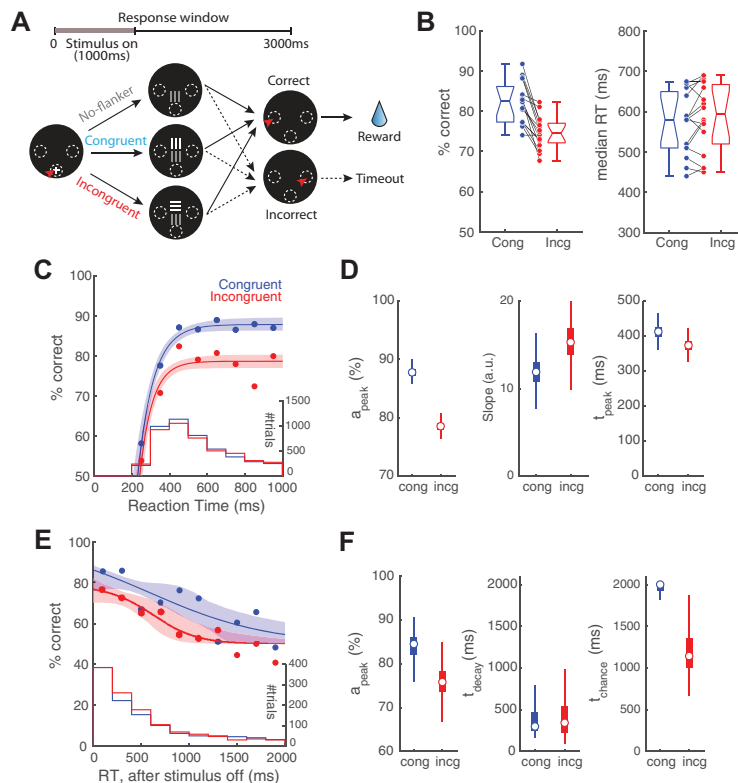 A
Response window
0
3000ms
Stimulus on
(1000ms)
No-flanker
Congruent
Incongruent
Correct
Incorrect
Reward
Timeout
B
% correct
100
90
80
70
60
50
Cong Incg
median RT (ms)
800
700
600
500
400
300
Cong Incg
C
Congruent
Incongruent
% correct
100
90
80
70
60
50
#trials
1500
1000
500
0
0 200 400 600 800 1000
Reaction Time (ms)
D
a_peak (%)
100
90
80
70
cong incg
Slope (a.u.)
20
10
0
cong incg
t_peak (ms)
500
400
300
200
100
0
cong incg
E
% correct
100
80
60
40
20
0
#trials
400
300
200
100
0
0 500 1000 1500 2000
RT, after stimulus off (ms)
F
a_peak (%)
100
90
80
70
60
cong incg
t_decay (ms)
2000
1500
1000
500
0
cong incg
t_chance (ms)
2000
1500
1000
500
0
cong incg